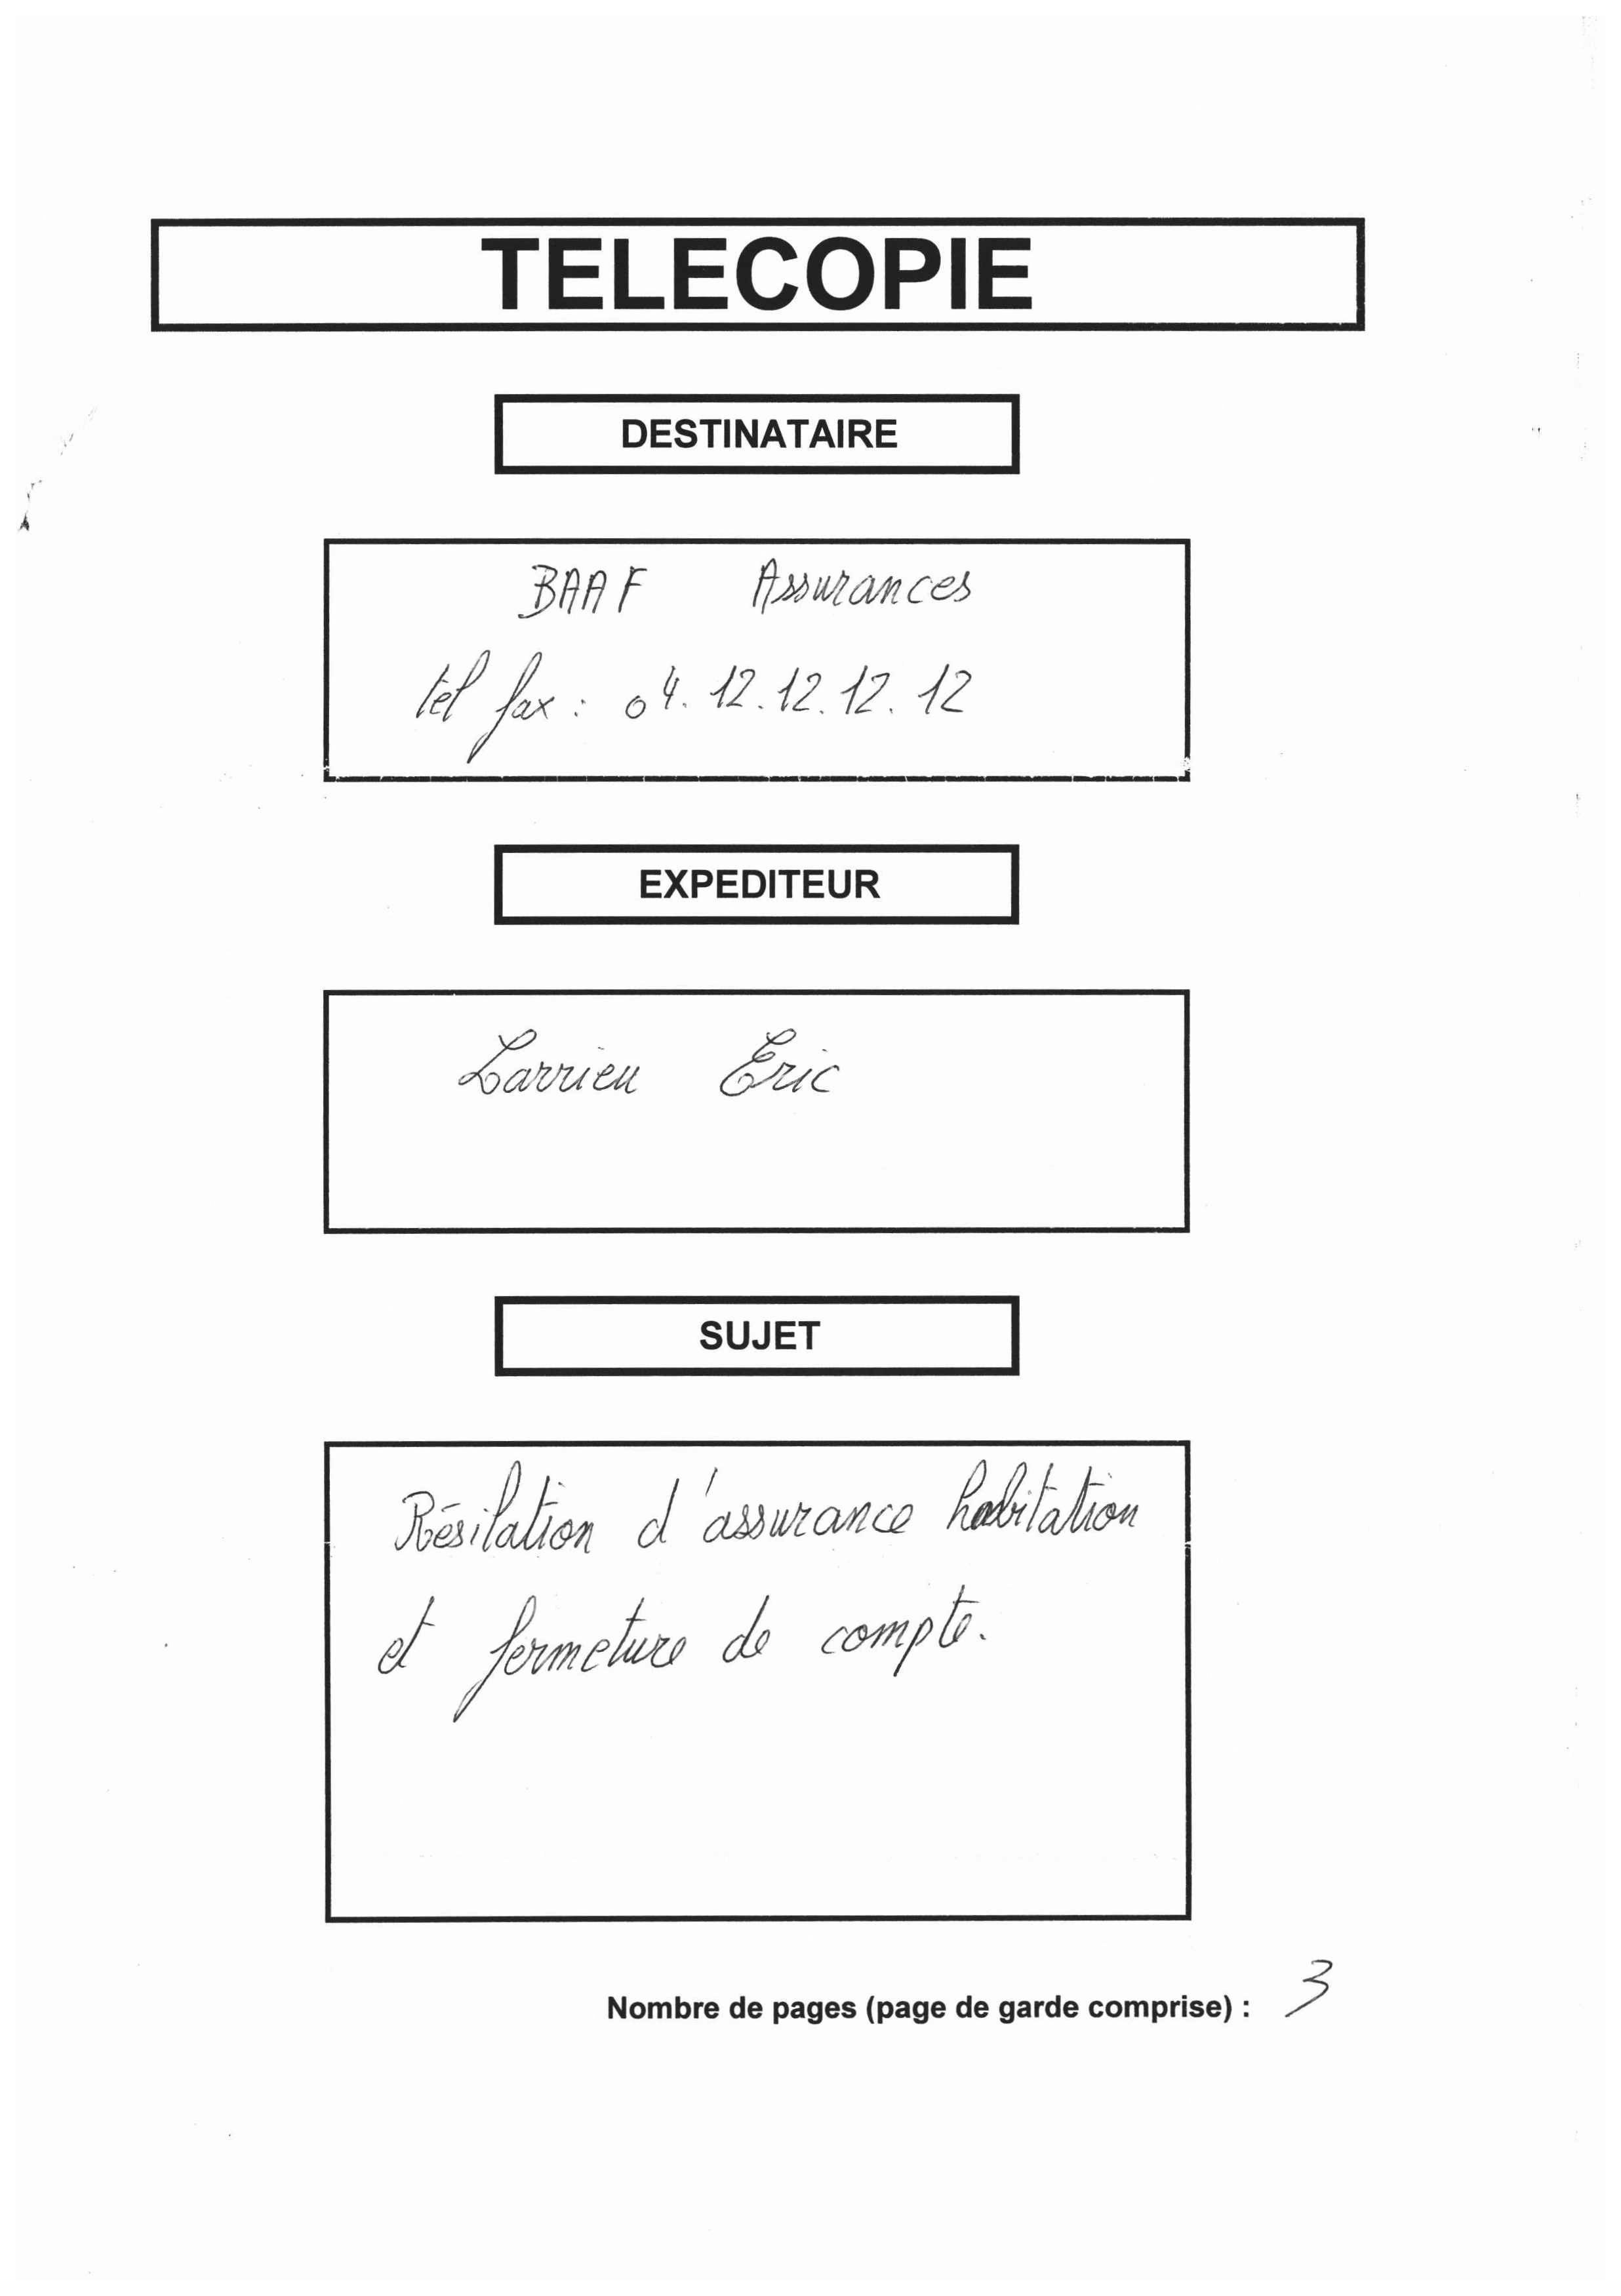 TELECOPIE
DESTINATAIRE
BAAF Assurances
tel fax : 04.12.12.12.12
EXPEDITEUR
Larrieu Eric
SUJET
Résilation d'assurance habitation
et fermeture de compte.
Nombre de pages (page de garde comprise) : 3